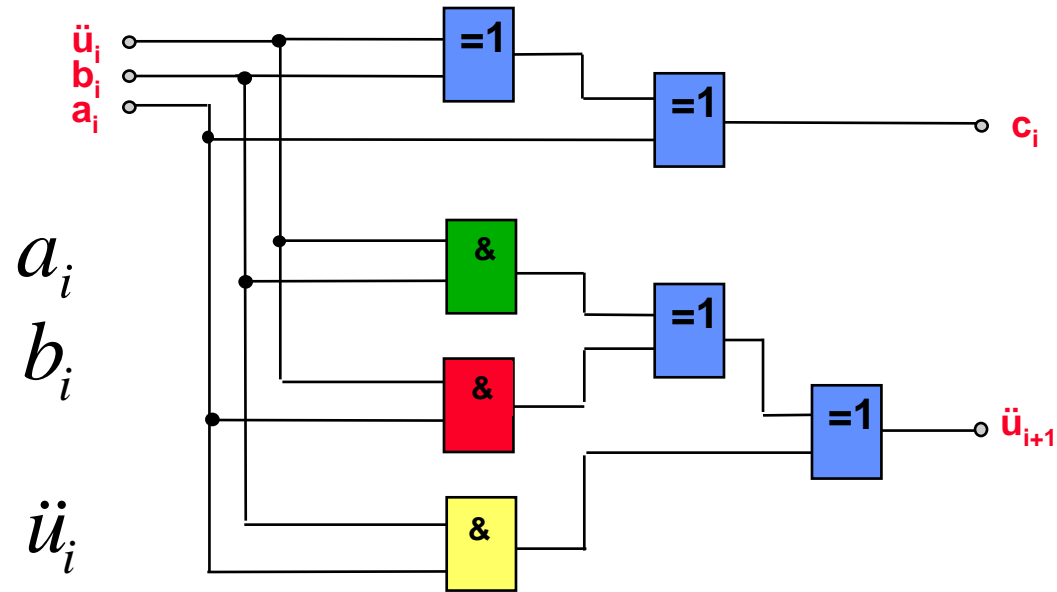 üᵢ
bᵢ
aᵢ
=1
=1
cᵢ
aᵢ
bᵢ
üᵢ
&
&
&
=1
=1
üᵢ₊₁